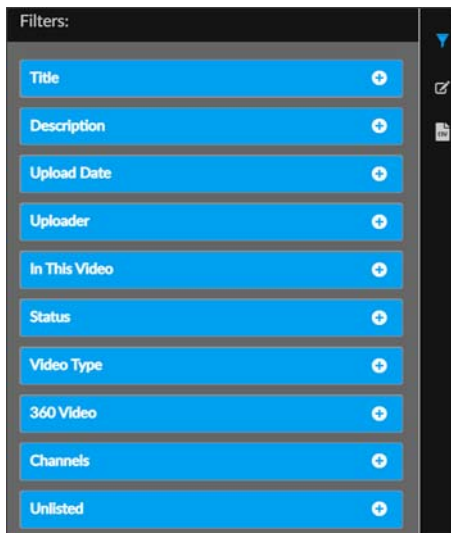 Filters:
Title
Description
Upload Date
Uploader
In This Video
Status
Video Type
360 Video
Channels
Unlisted